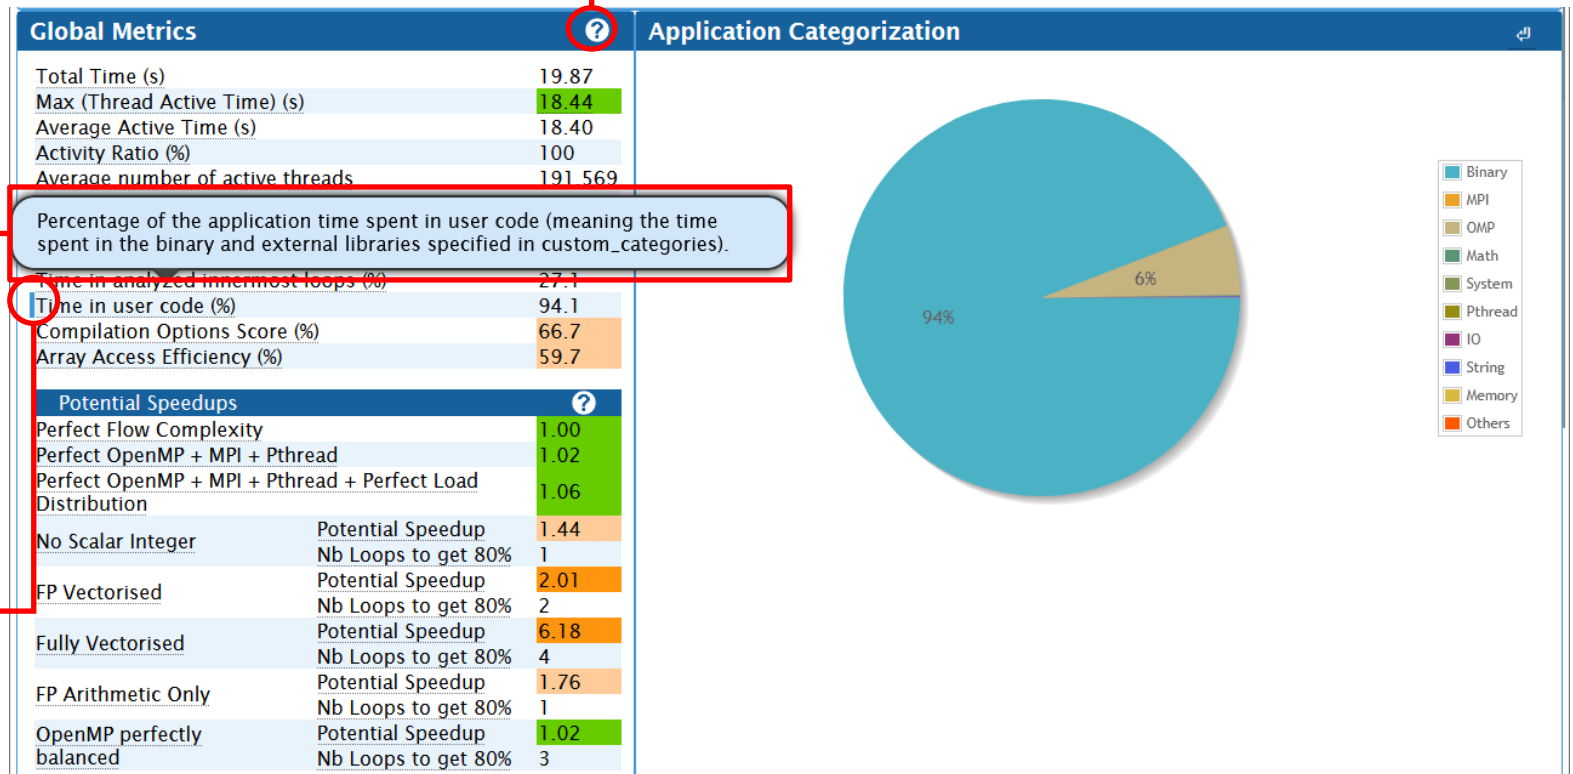 Global Metrics
Total Time (s) 19.87
Max (Thread Active Time) (s) 18.44
Average Active Time (s) 18.40
Activity Ratio (%) 100
Average number of active threads 191.569
Percentage of the application time spent in user code (meaning the time
spent in the binary and external libraries specified in custom_categories).
Time in analyzed innermost loops (%) 27.1
Time in user code (%) 94.1
Compilation Options Score (%) 66.7
Array Access Efficiency (%) 59.7
Potential Speedups
Perfect Flow Complexity 1.00
Perfect OpenMP + MPI + Pthread 1.02
Perfect OpenMP + MPI + Pthread + Perfect Load
Distribution 1.06
No Scalar Integer Potential Speedup 1.44
Nb Loops to get 80% 1
FP Vectorised Potential Speedup 2.01
Nb Loops to get 80% 2
Fully Vectorised Potential Speedup 6.18
Nb Loops to get 80% 4
FP Arithmetic Only Potential Speedup 1.76
Nb Loops to get 80% 1
OpenMP perfectly Potential Speedup 1.02
balanced Nb Loops to get 80% 3
Application Categorization
94%
6%
Binary
MPI
OMP
Math
System
Pthread
IO
String
Memory
Others